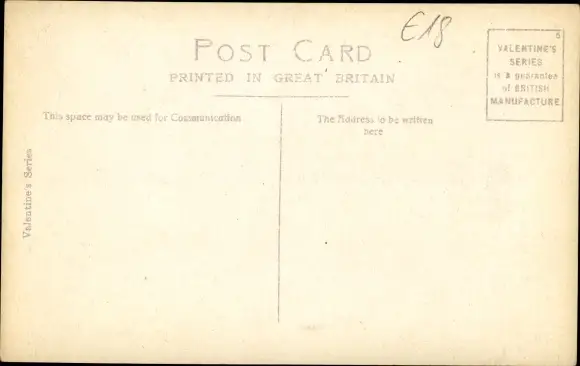 E18
POST CARD
PRINTED IN GREAT BRITAIN
6
VALENTINE'S
SERIES
is a guarantee
of BRITISH
MANUFACTURE
This space may be used for Communication
The Address to be written
here
Valentine's Series